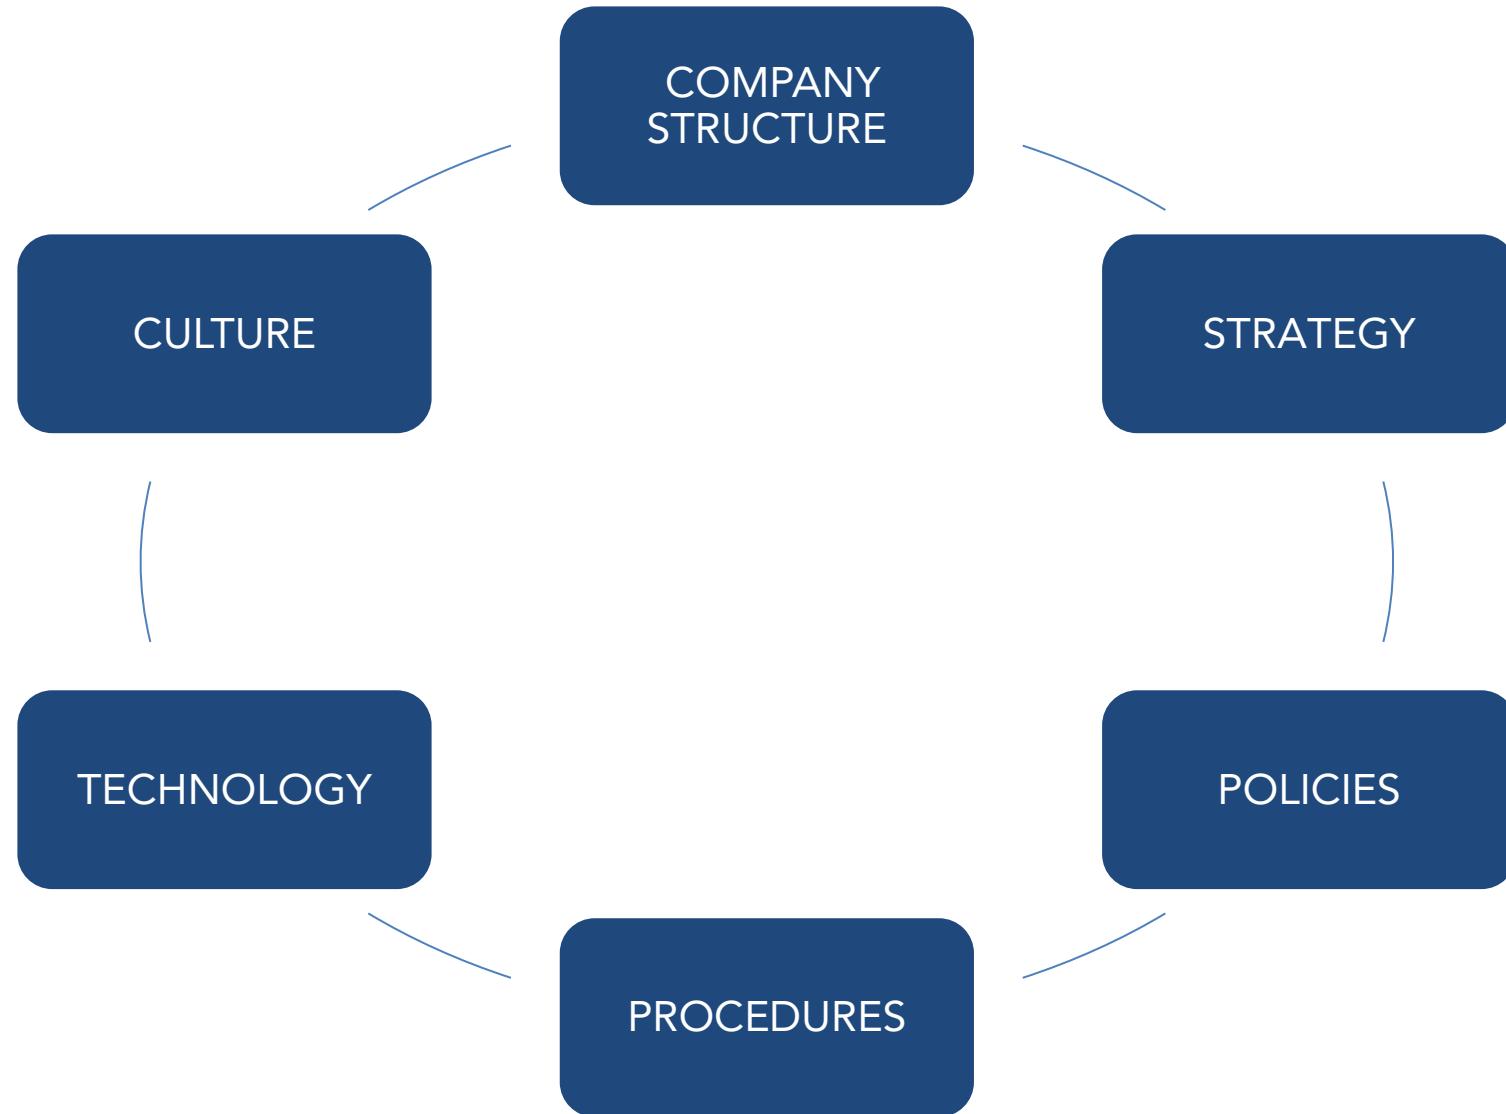 COMPANY
STRUCTURE
STRATEGY
POLICIES
PROCEDURES
TECHNOLOGY
CULTURE